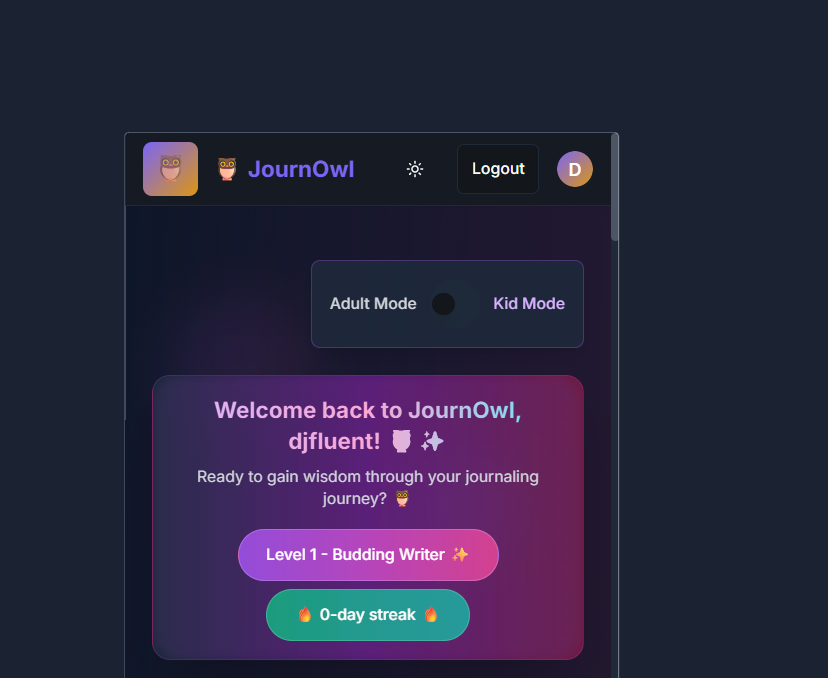 🦉 JournOwl
Logout
D
Adult Mode
Kid Mode
Welcome back to JournOwl,
djfluent! 🦉 ✨
Ready to gain wisdom through your journaling
journey? 🦉
Level 1 - Budding Writer ✨
🔥 0-day streak 🔥